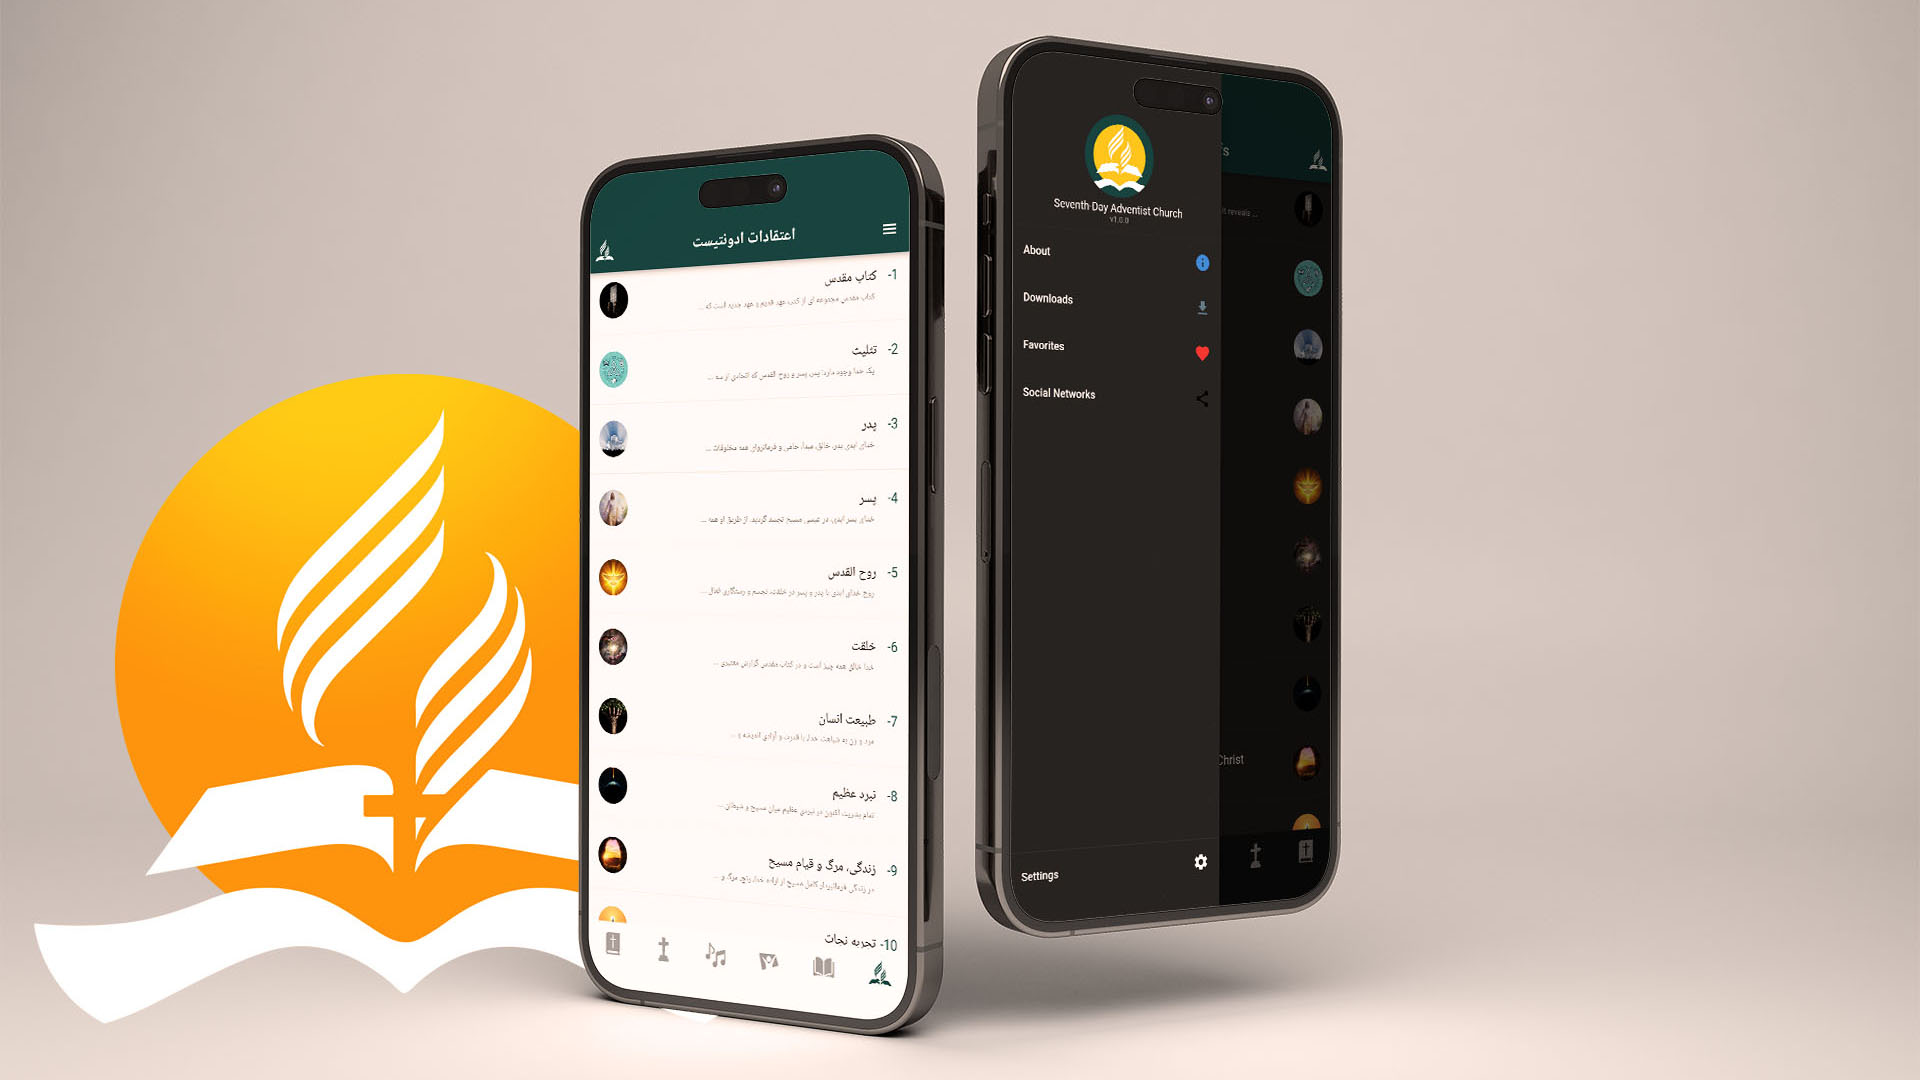 اعتقادات ادونتیست
-1 کتاب مقدس
کتاب مقدس مجموعه ای از کتب عهد قدیم و عهد جدید است که ...
-2 تثلیث
یک خدا وجود دارد: پدر، پسر و روح القدس که اتحادی از سه ...
-3 پدر
خدای ابدی پدر، خالق، مبدا، حامی و فرمانروای همه مخلوقات ...
-4 پسر
خدای پسر ابدی، در عیسی مسیح تجسد گردید. از طریق او همه ...
-5 روح القدس
روح خدای ابدی با پدر و پسر در خلقت، تجسم و رستگاری فعال ...
-6 خلقت
خدا خالق همه چیز است و در کتاب مقدس گزارش معتبری ...
-7 طبیعت انسان
مرد و زن به شباهت خدا، با قدرت و آزادی اندیشه و ...
-8 نبرد عظیم
تمام بشریت اکنون در نبردی عظیم میان مسیح و شیطان ...
-9 زندگی، مرگ و قیام مسیح
در زندگی فرمانبردار کامل مسیح از اراده خدا، رنج، مرگ و ...
-10 تجربه نجات
Seventh-Day Adventist Church
v1.0.0
About
Downloads
Favorites
Social Networks
Settings
fs
it reveals ...
Christ